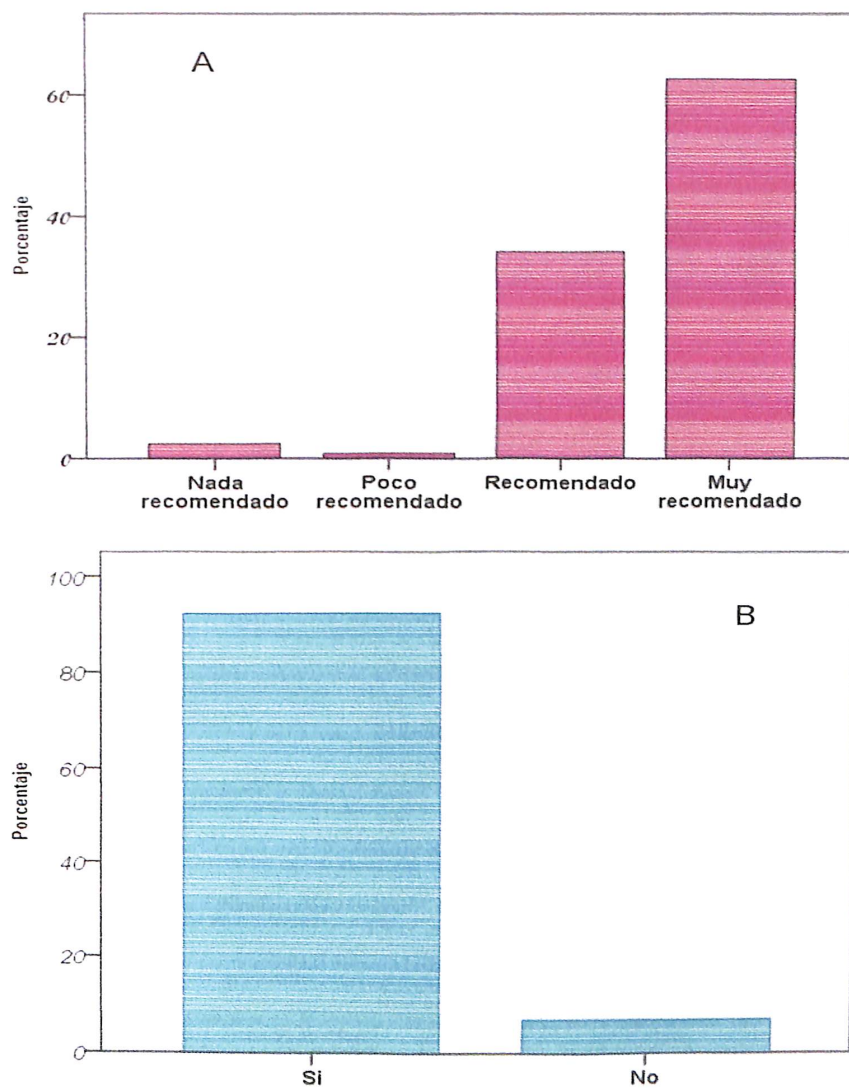 A
60
40
20
0
Porcentaje
Nada recomendado
Poco recomendado
Recomendado
Muy recomendado
B
100
80
60
40
20
0
Porcentaje
Si
No